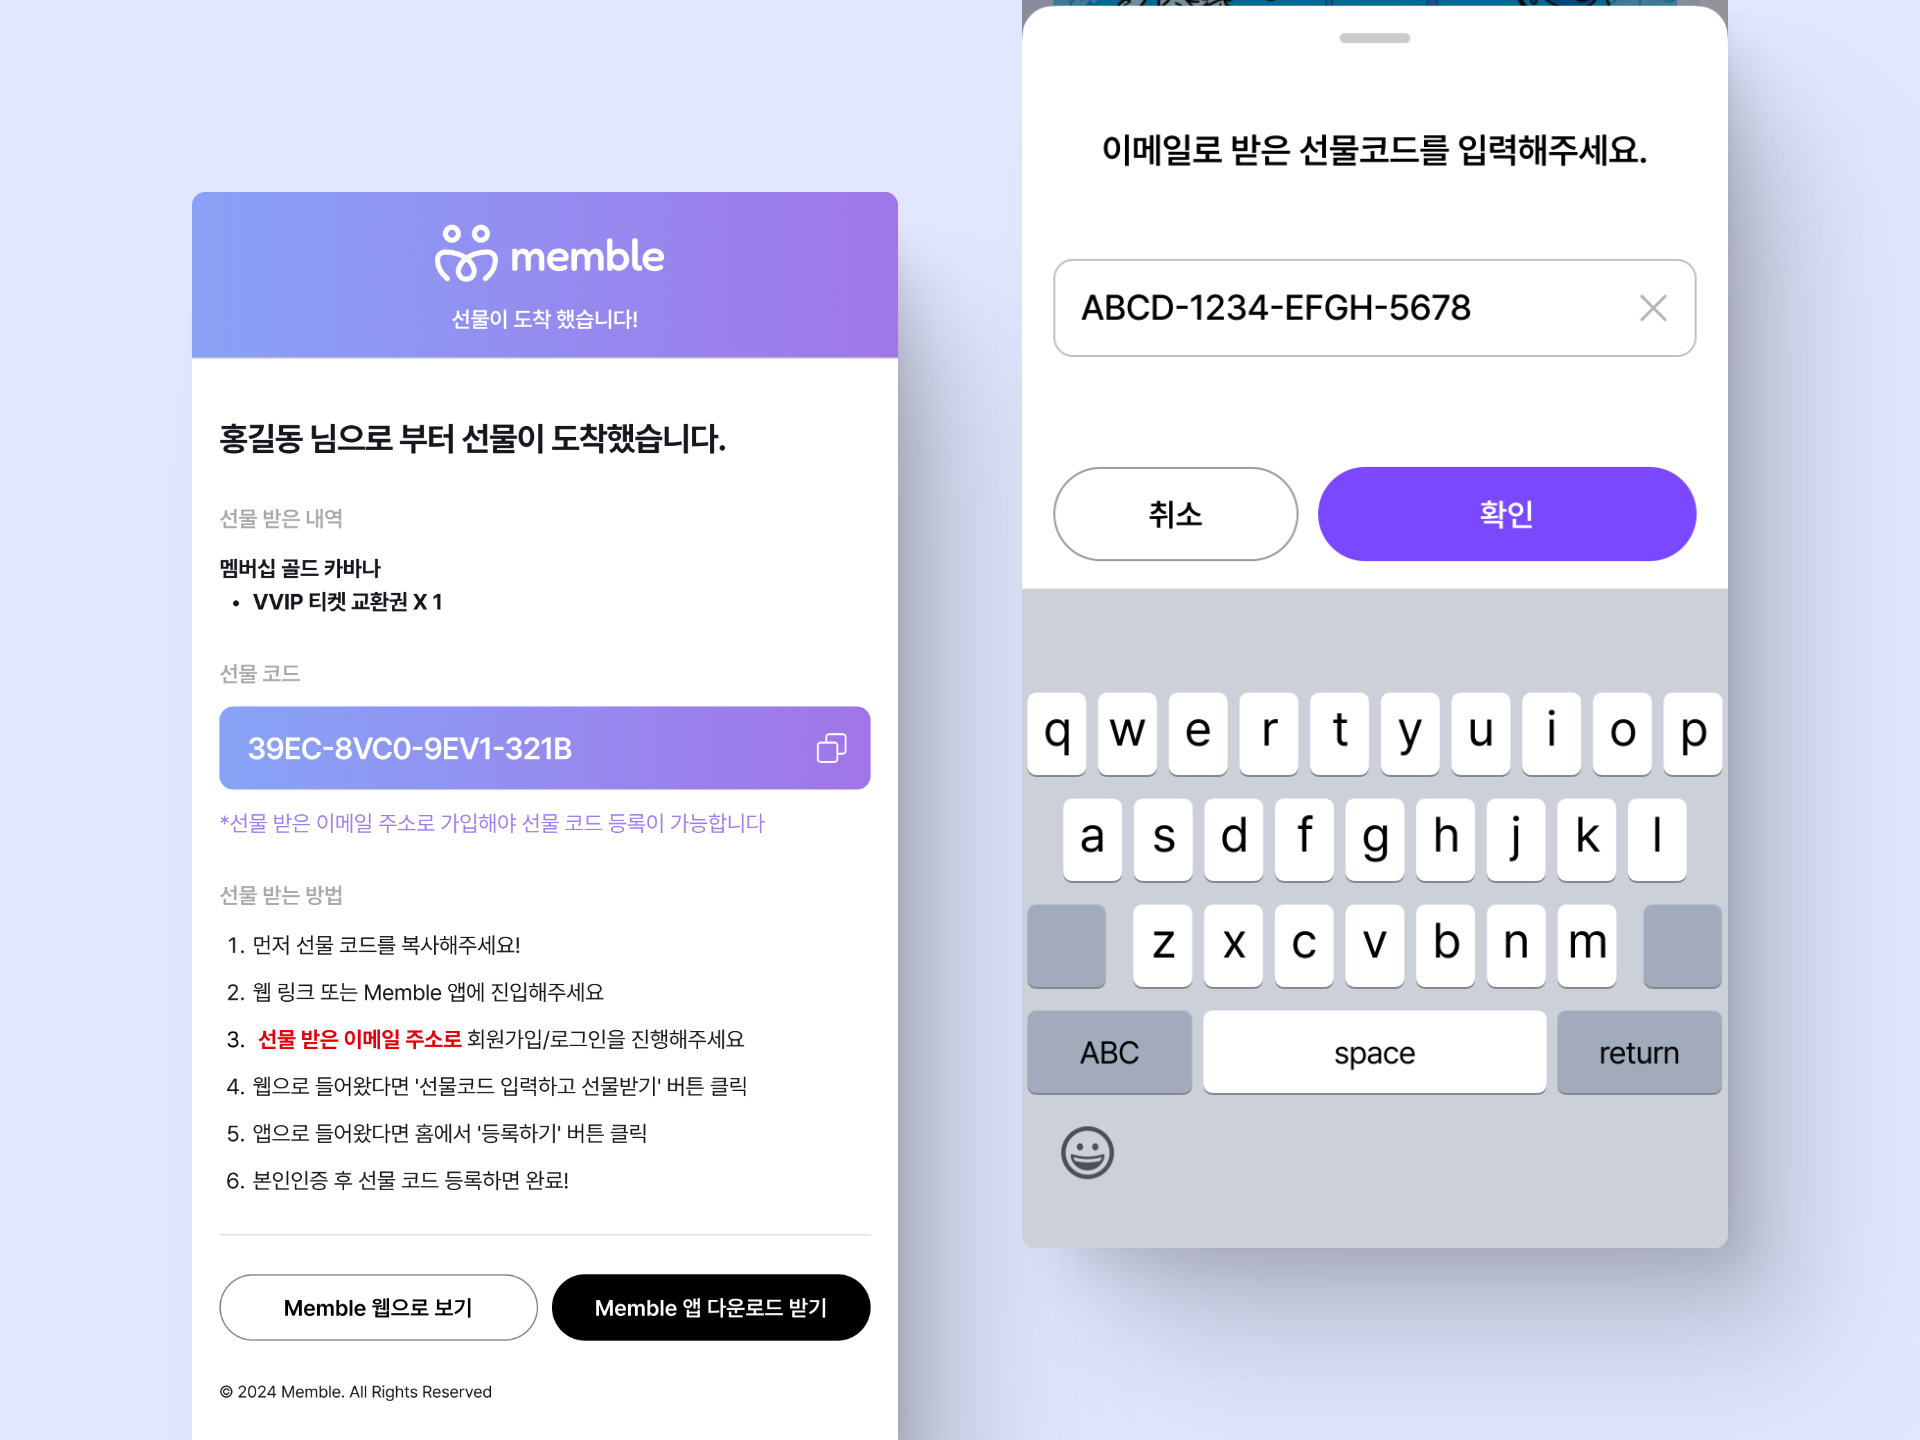 memble
선물이 도착 했습니다!
홍길동 님으로 부터 선물이 도착했습니다.
선물 받은 내역
멤버십 골드 카바나
• VVIP 티켓 교환권 X 1
선물 코드
39EC-8VC0-9EV1-321B
*선물 받은 이메일 주소로 가입해야 선물 코드 등록이 가능합니다
선물 받는 방법
1. 먼저 선물 코드를 복사해주세요!
2. 웹 링크 또는 Memble 앱에 진입해주세요
3. 선물 받은 이메일 주소로 회원가입/로그인을 진행해주세요
4. 웹으로 들어왔다면 '선물코드 입력하고 선물받기' 버튼 클릭
5. 앱으로 들어왔다면 홈에서 '등록하기' 버튼 클릭
6. 본인인증 후 선물 코드 등록하면 완료!
Memble 웹으로 보기
Memble 앱 다운로드 받기
© 2024 Memble. All Rights Reserved
이메일로 받은 선물코드를 입력해주세요.
ABCD-1234-EFGH-5678
취소
확인
q w e r t y u i o p
a s d f g h j k l
z x c v b n m
ABC space return